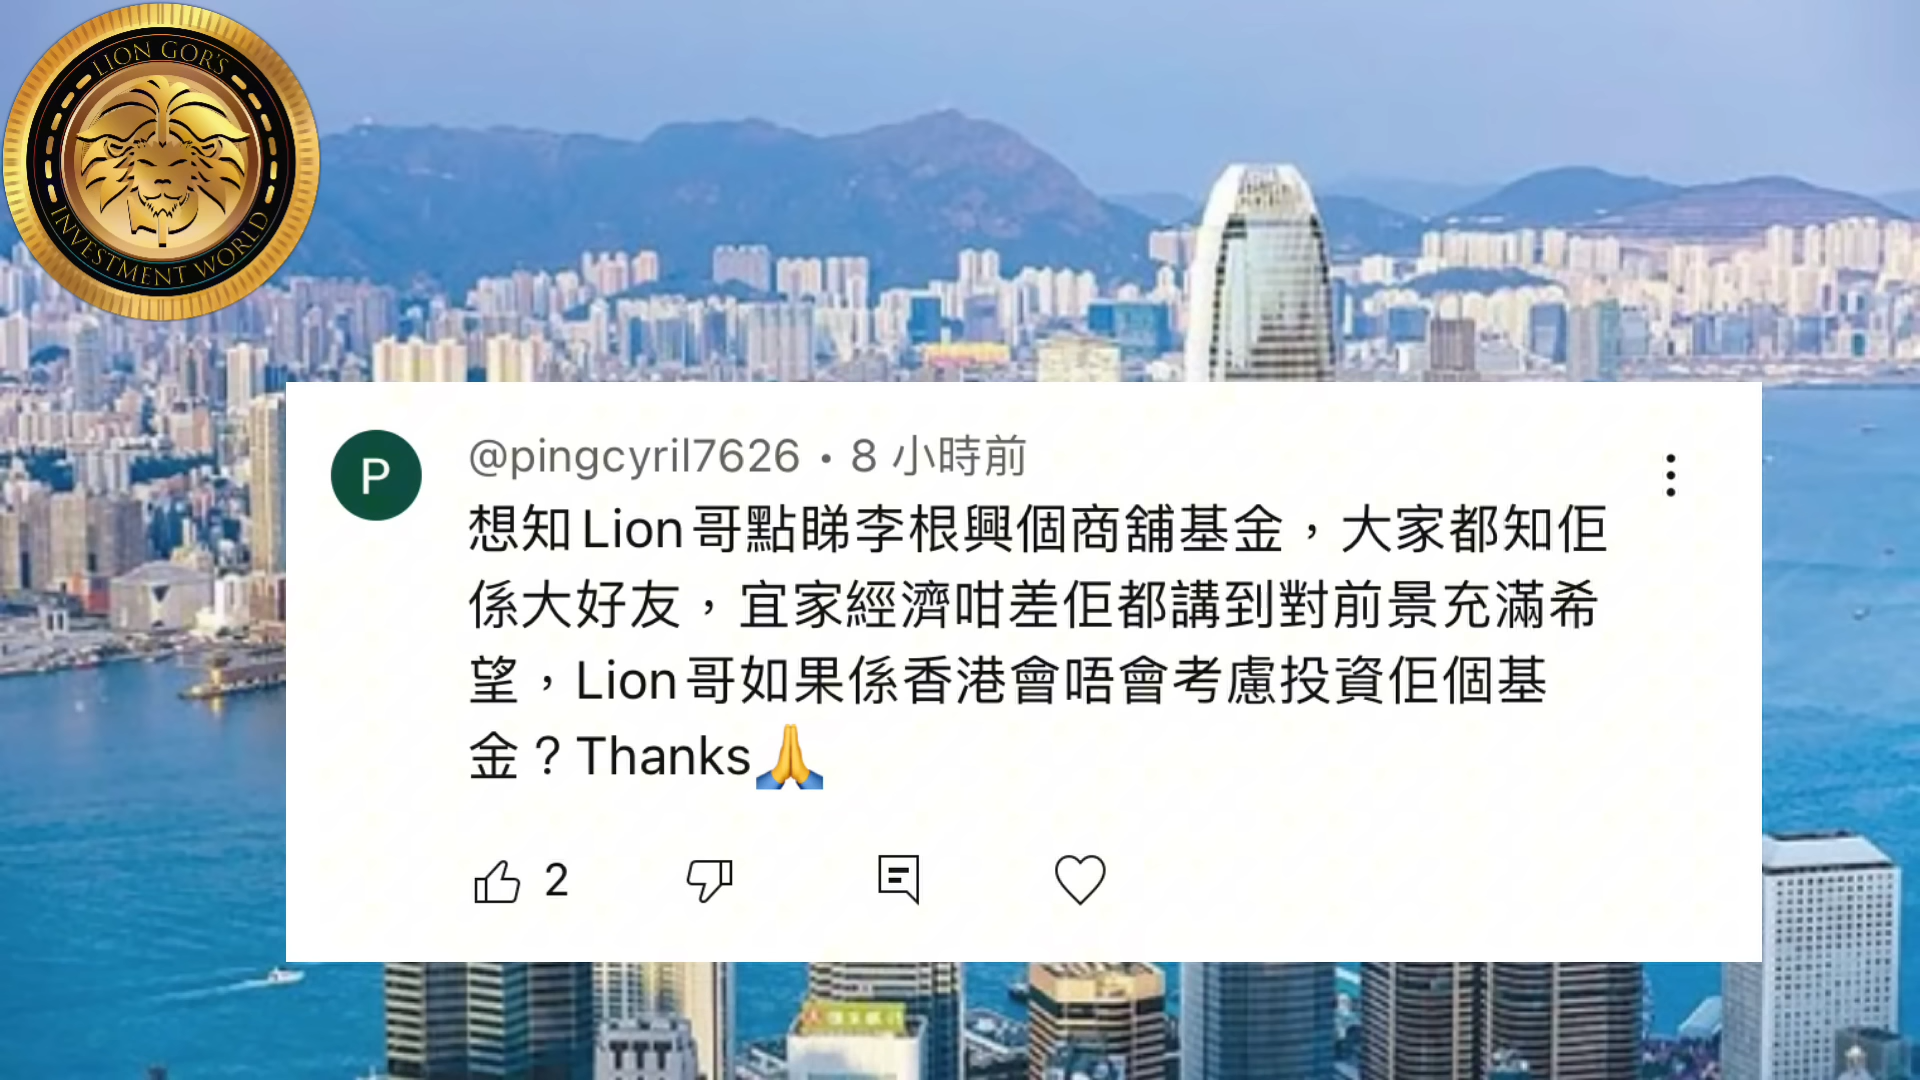 LION GOR'S
INVESTMENT WORLD
P
@pingcyril7626 • 8 小時前
想知Lion哥點睇李根興個商舖基金，大家都知佢
係大好友，宜家經濟咁差佢都講到對前景充滿希
望，Lion哥如果係香港會唔會考慮投資佢個基
金？Thanks🙏
2